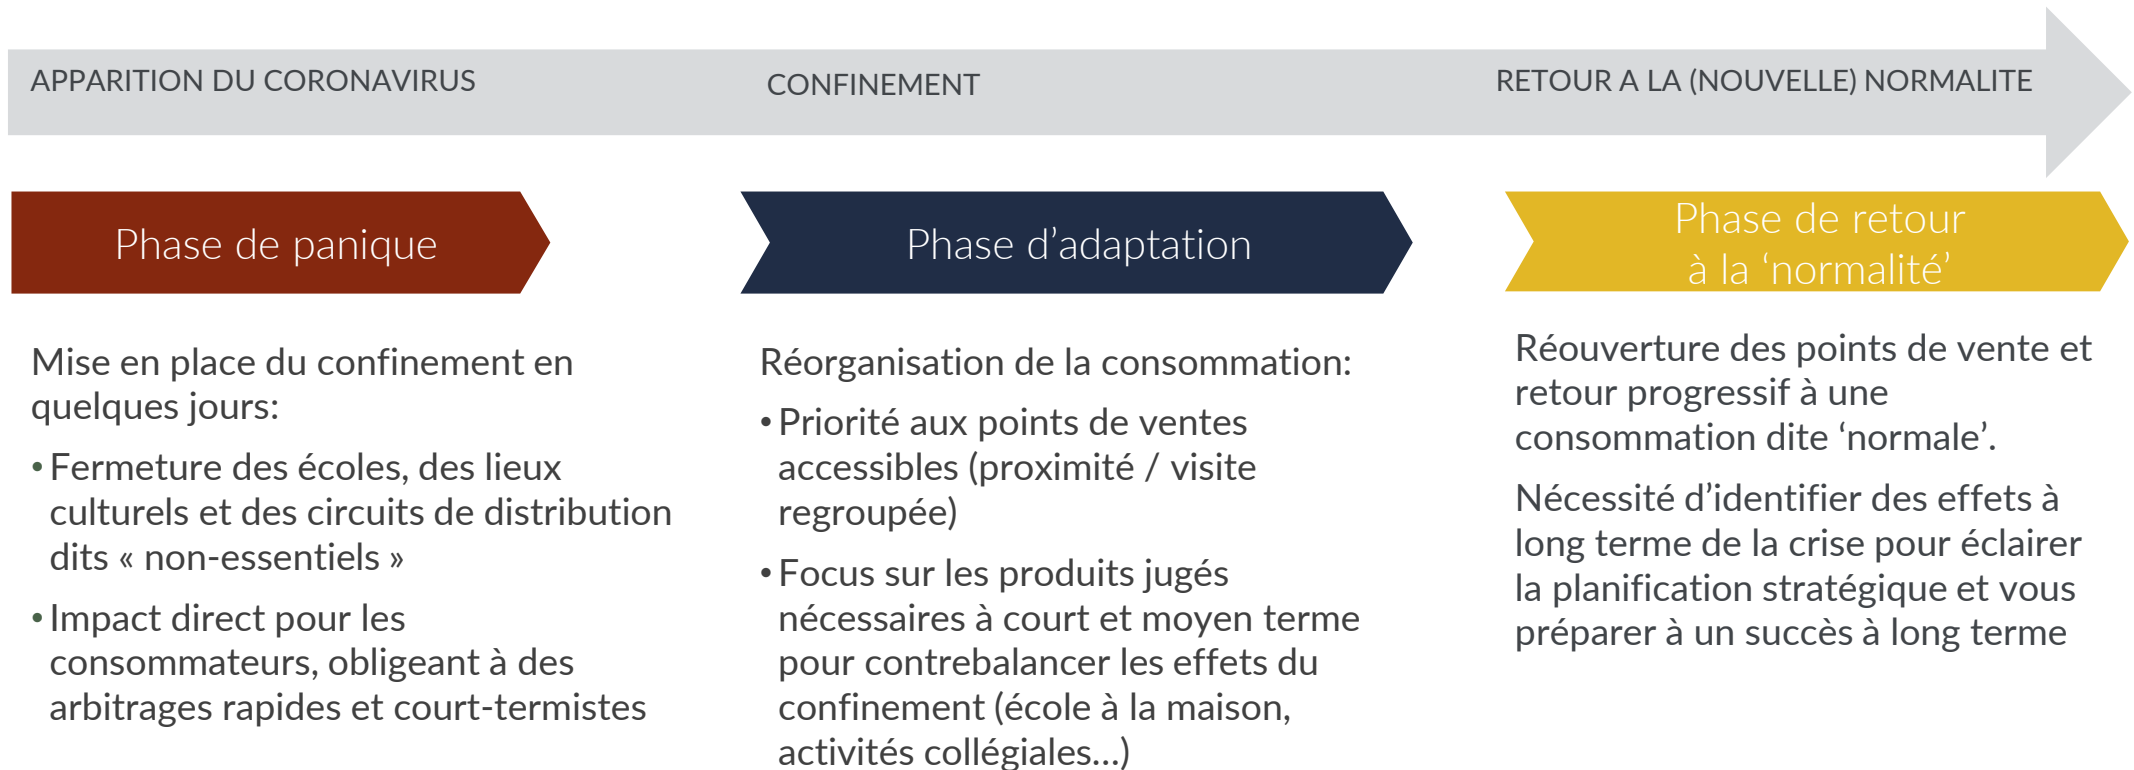 APPARITION DU CORONAVIRUS
CONFINEMENT
RETOUR A LA (NOUVELLE) NORMALITE
Phase de panique
Mise en place du confinement en
quelques jours:
• Fermeture des écoles, des lieux
culturels et des circuits de distribution
dits « non-essentiels »
• Impact direct pour les
consommateurs, obligeant à des
arbitrages rapides et court-termistes
Phase d’adaptation
Réorganisation de la consommation:
• Priorité aux points de ventes
accessibles (proximité / visite
regroupée)
• Focus sur les produits jugés
nécessaires à court et moyen terme
pour contrebalancer les effets du
confinement (école à la maison,
activités collégiales…)
Phase de retour
à la ‘normalité’
Réouverture des points de vente et
retour progressif à une
consommation dite ‘normale’.
Nécessité d’identifier des effets à
long terme de la crise pour éclairer
la planification stratégique et vous
préparer à un succès à long terme